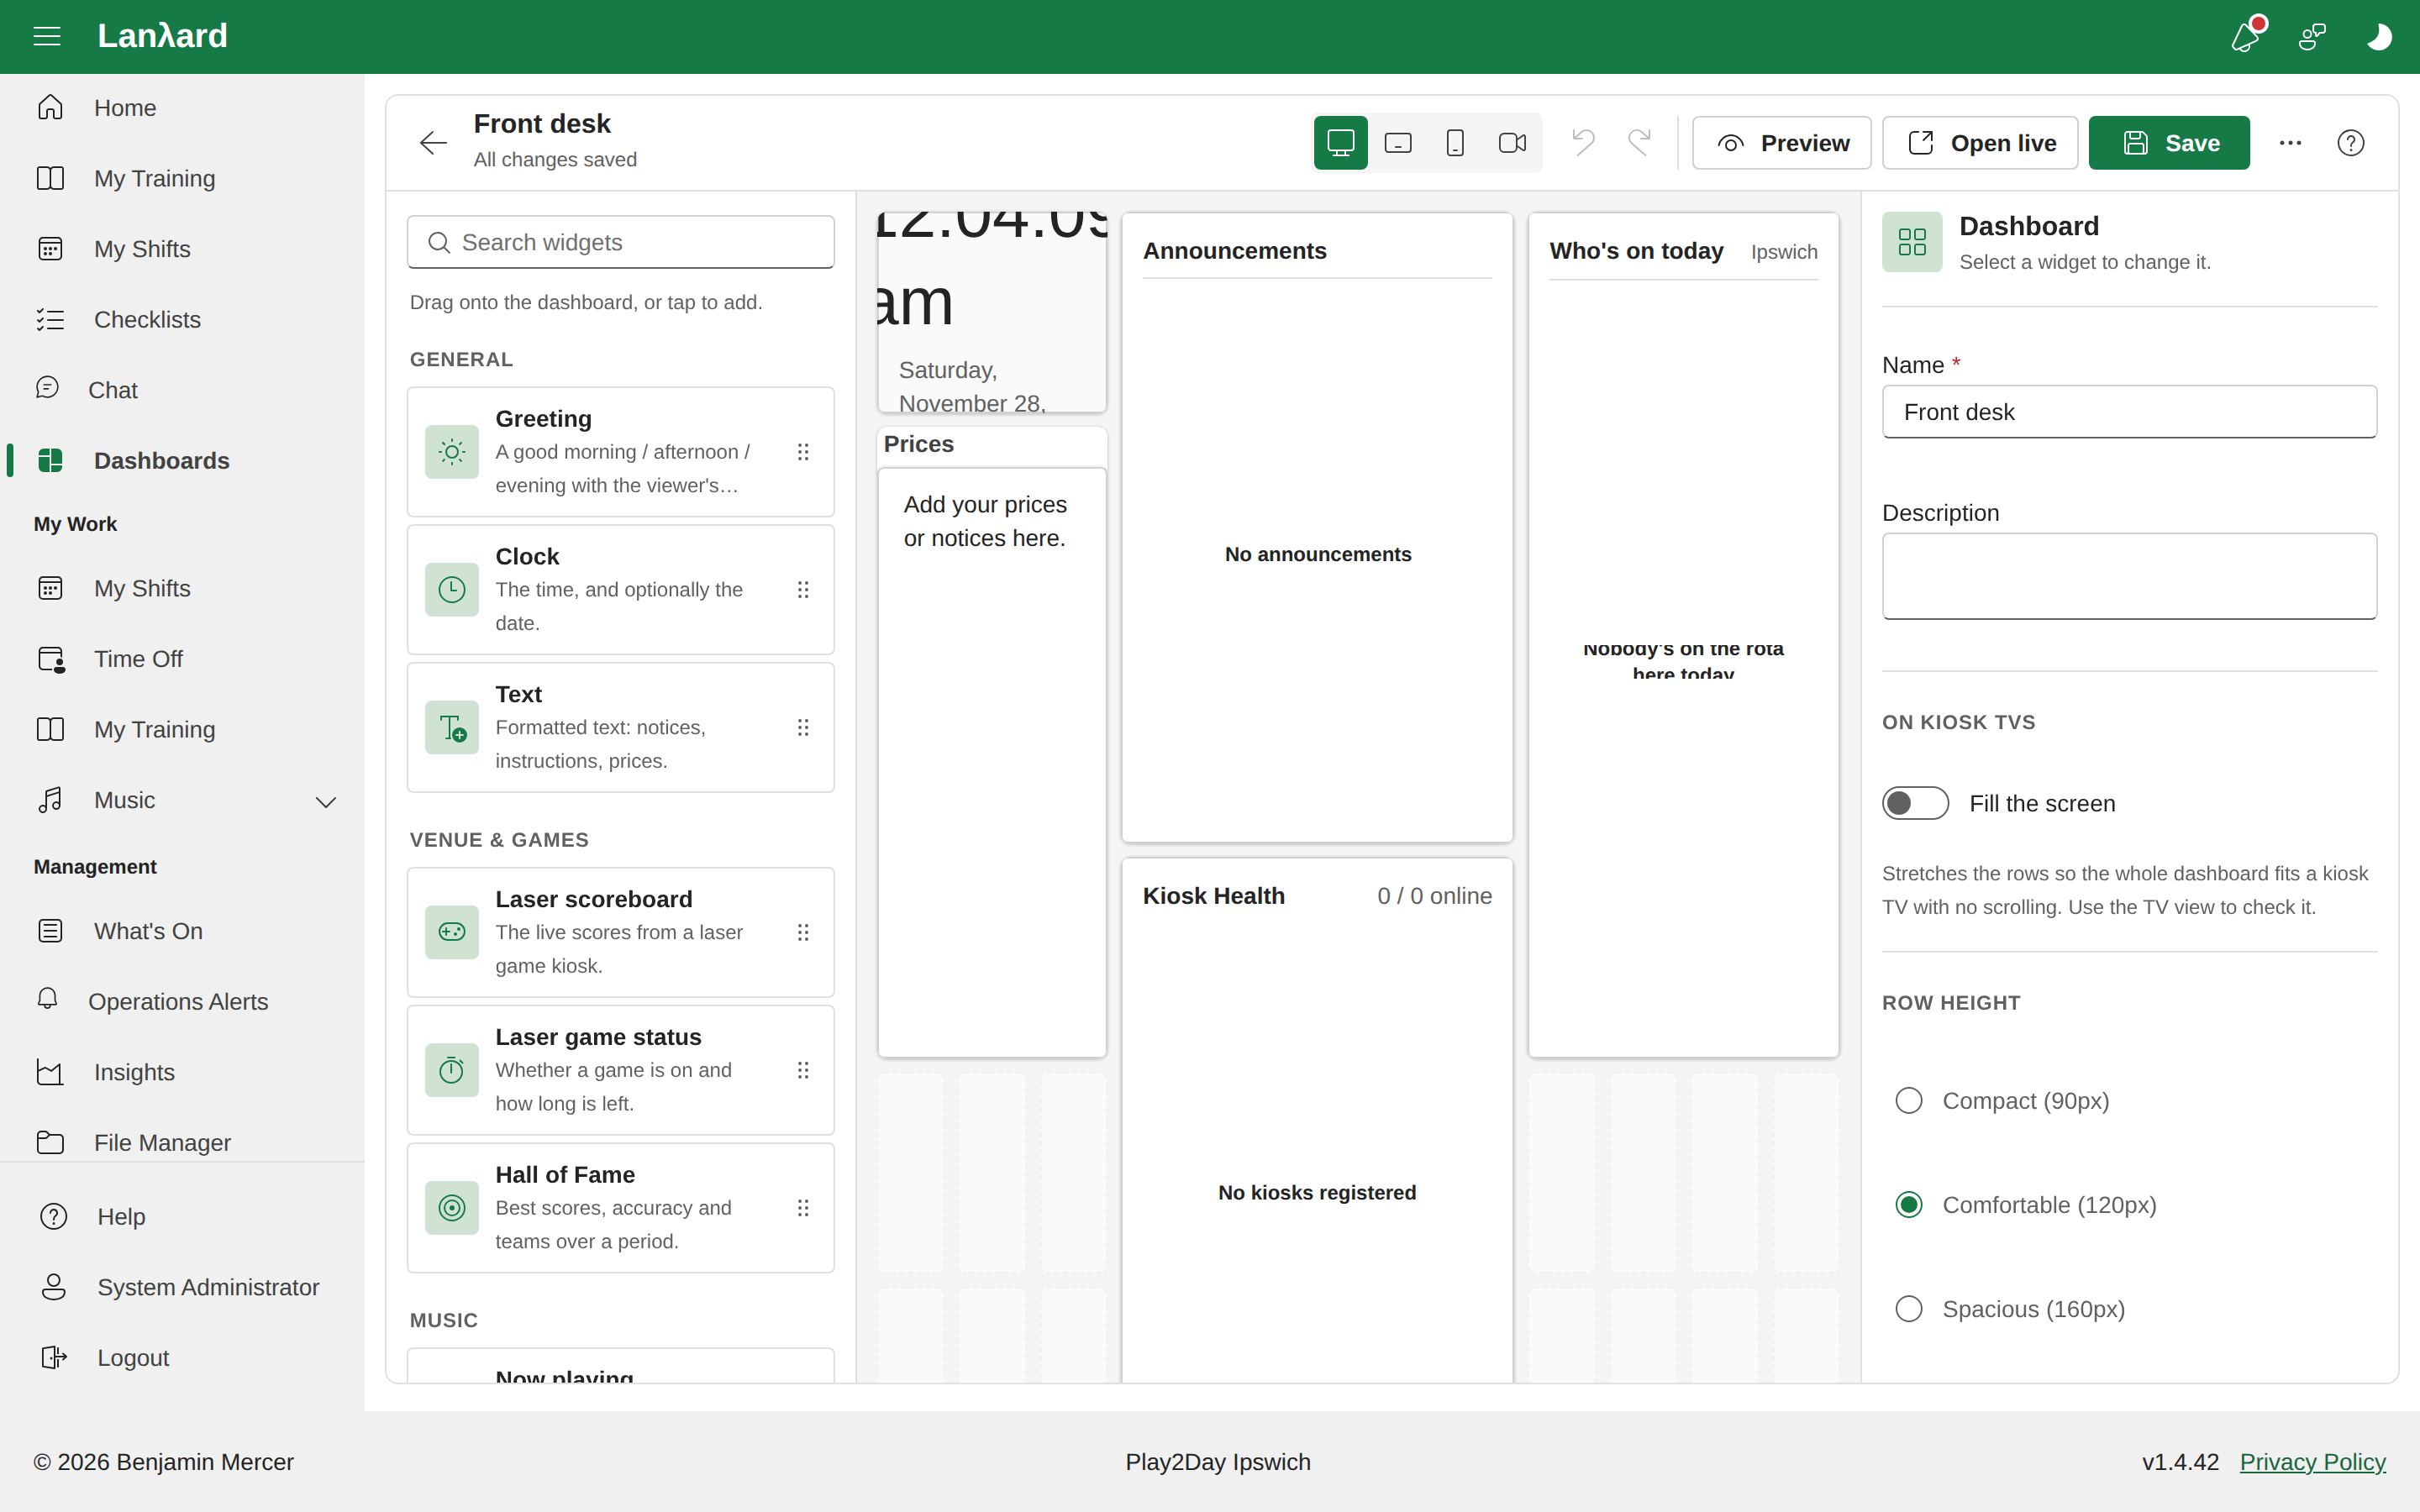 Lanλard
Home
My Training
My Shifts
Checklists
Chat
Dashboards
My Work
My Shifts
Time Off
My Training
Music
Management
What's On
Operations Alerts
Insights
File Manager
Help
System Administrator
Logout
Front desk
All changes saved
Preview
Open live
Save
Search widgets
Drag onto the dashboard, or tap to add.
GENERAL
Greeting
A good morning / afternoon /
evening with the viewer's…
Clock
The time, and optionally the
date.
Text
Formatted text: notices,
instructions, prices.
VENUE & GAMES
Laser scoreboard
The live scores from a laser
game kiosk.
Laser game status
Whether a game is on and
how long is left.
Hall of Fame
Best scores, accuracy and
teams over a period.
MUSIC
Now playing
12:04:09
am
Saturday,
November 28,
Prices
Add your prices
or notices here.
Announcements
No announcements
Kiosk Health
0 / 0 online
No kiosks registered
Who's on today
Ipswich
Nobody's on the rota
here today
Dashboard
Select a widget to change it.
Name *
Front desk
Description
ON KIOSK TVS
Fill the screen
Stretches the rows so the whole dashboard fits a kiosk
TV with no scrolling. Use the TV view to check it.
ROW HEIGHT
Compact (90px)
Comfortable (120px)
Spacious (160px)
© 2026 Benjamin Mercer
Play2Day Ipswich
v1.4.42
Privacy Policy